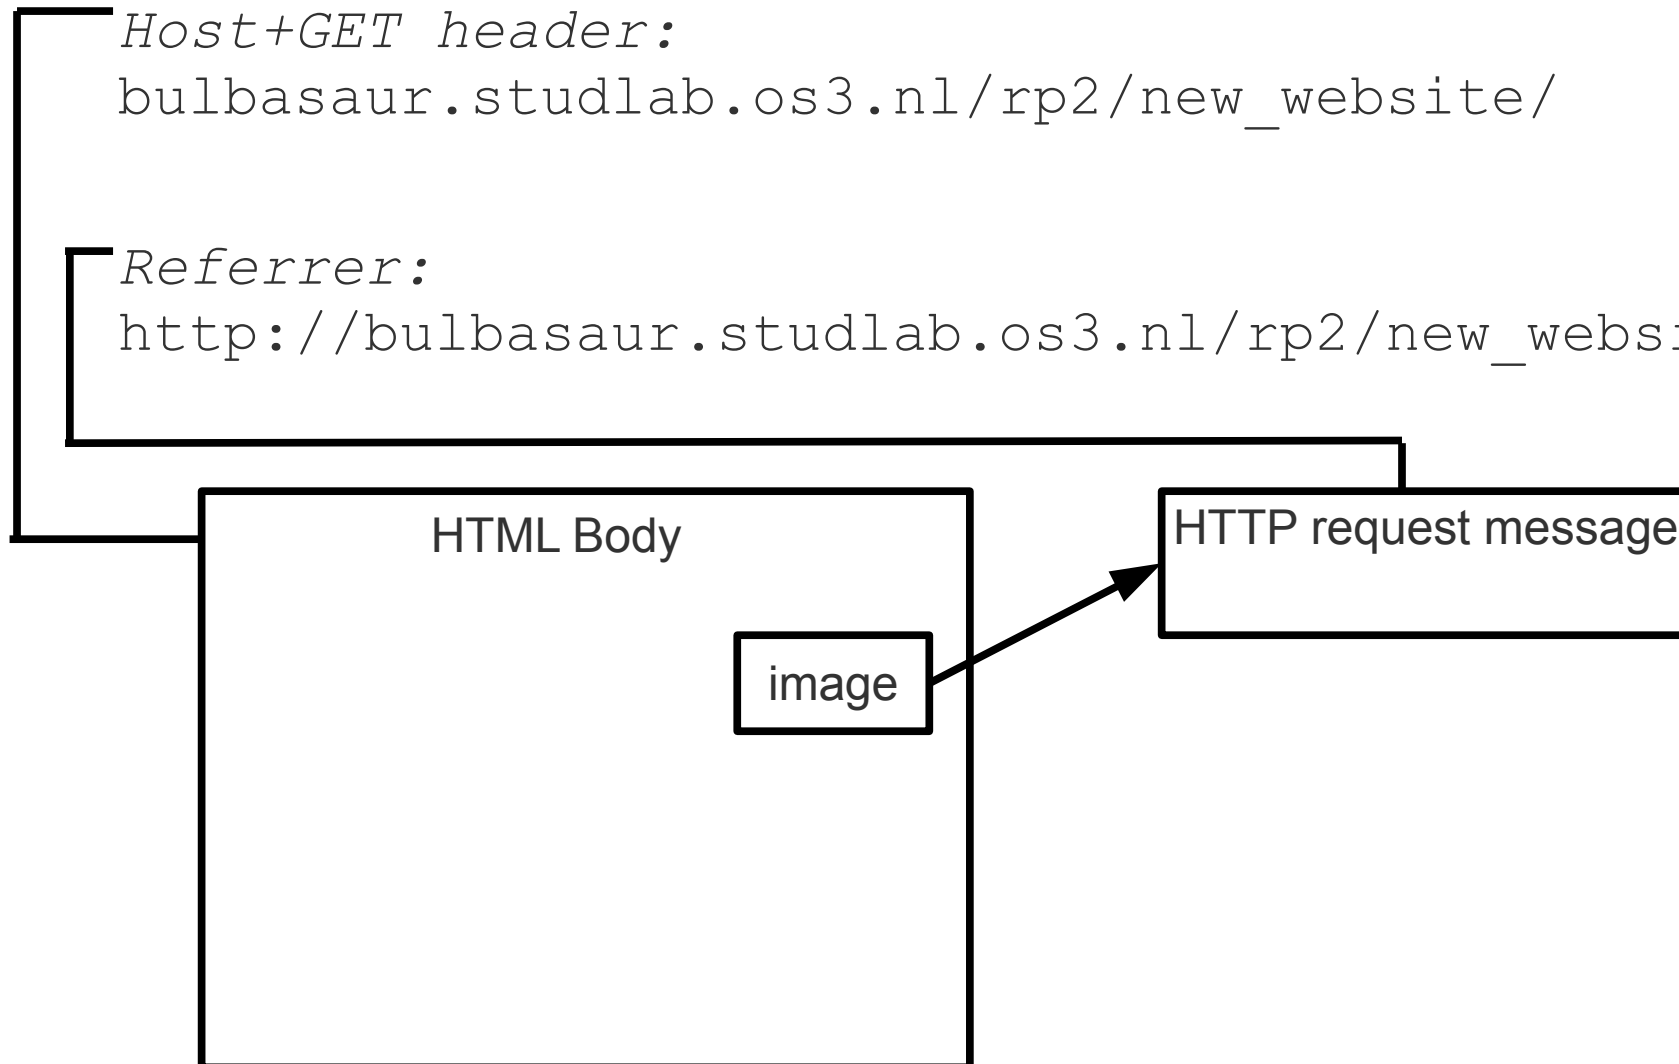 Host+GET header:
bulbasaur.studlab.os3.nl/rp2/new_website/
Referrer:
http://bulbasaur.studlab.os3.nl/rp2/new_websi
HTML Body
HTTP request message
image